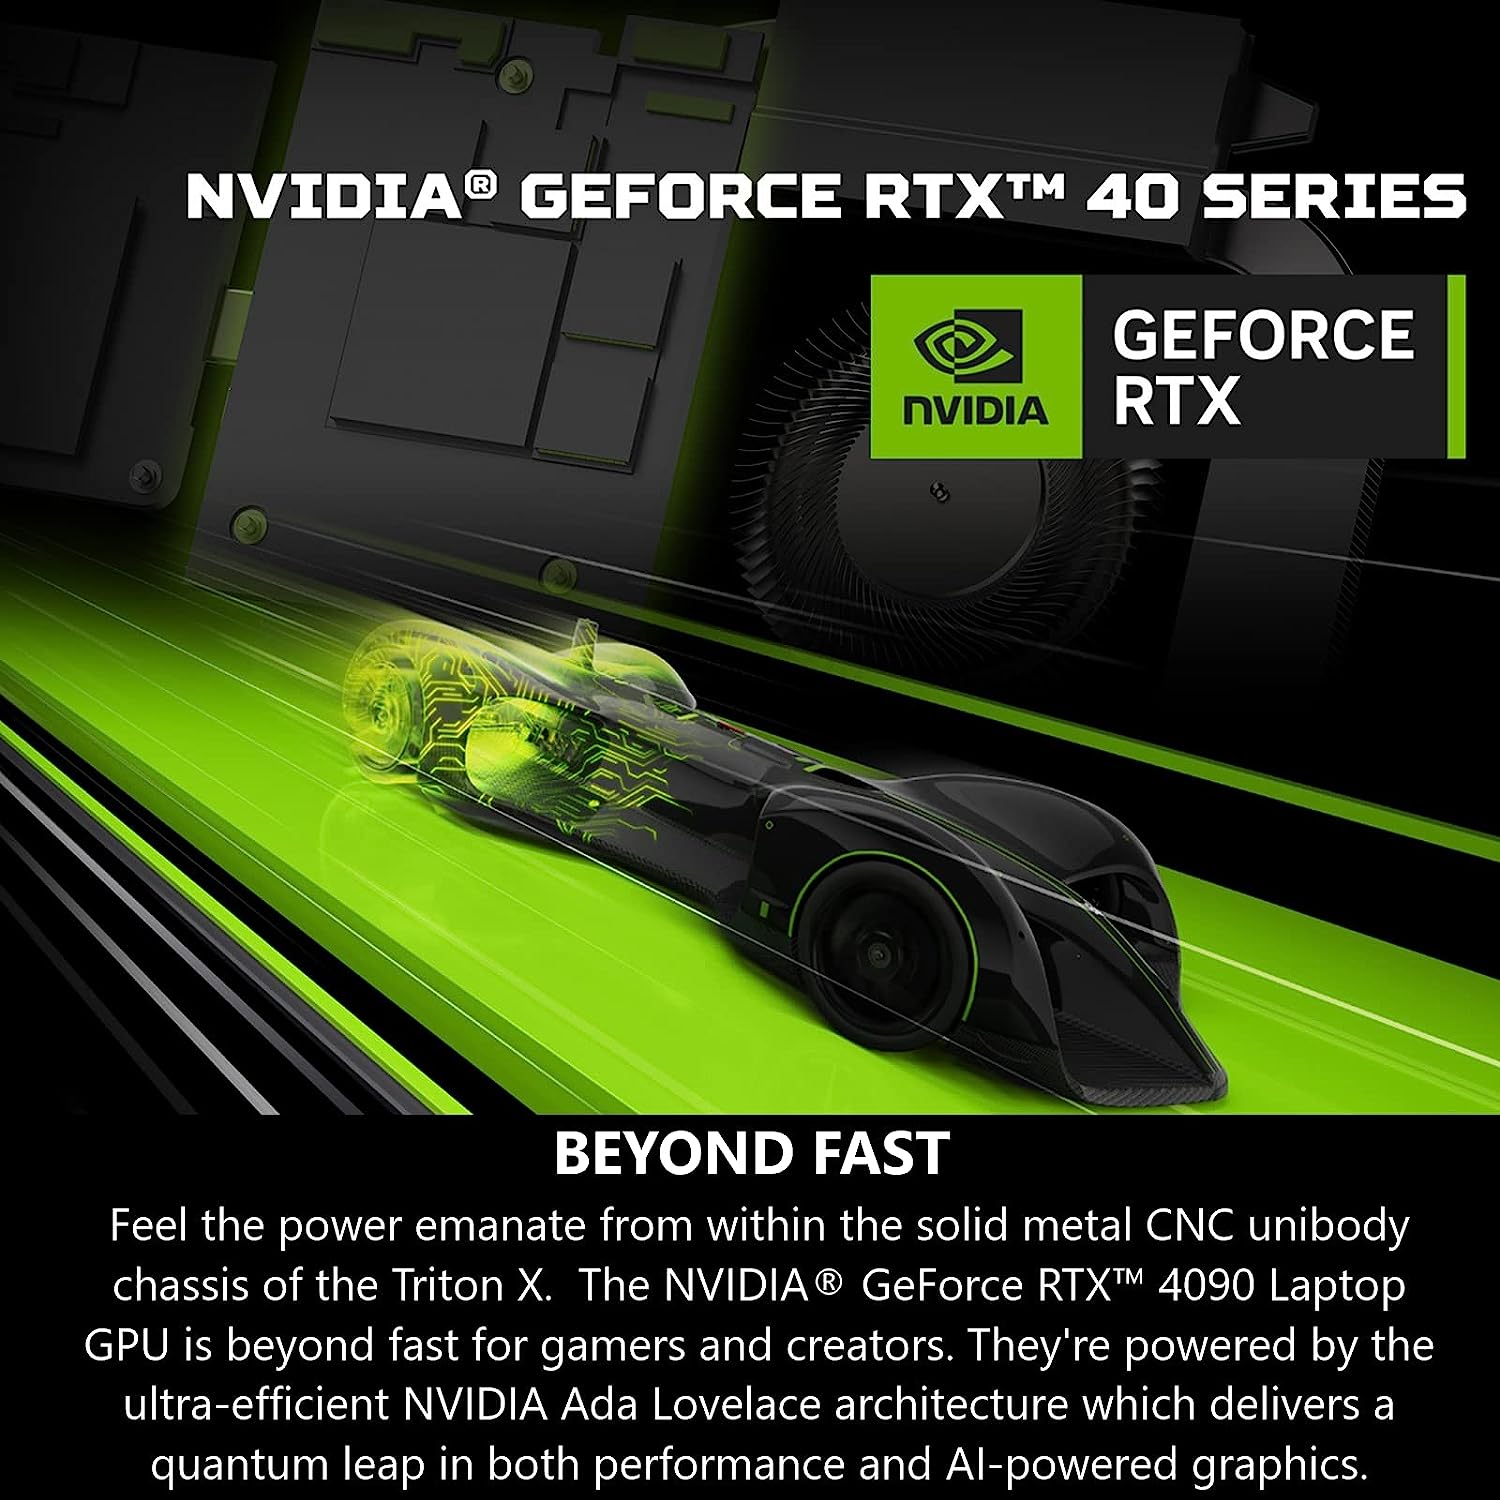 NVIDIA® GEFORCE RTX™ 40 SERIES
NVIDIA
GEFORCE
RTX
BEYOND FAST
Feel the power emanate from within the solid metal CNC unibody
chassis of the Triton X.  The NVIDIA® GeForce RTX™ 4090 Laptop
GPU is beyond fast for gamers and creators. They're powered by the
ultra-efficient NVIDIA Ada Lovelace architecture which delivers a
quantum leap in both performance and AI-powered graphics.